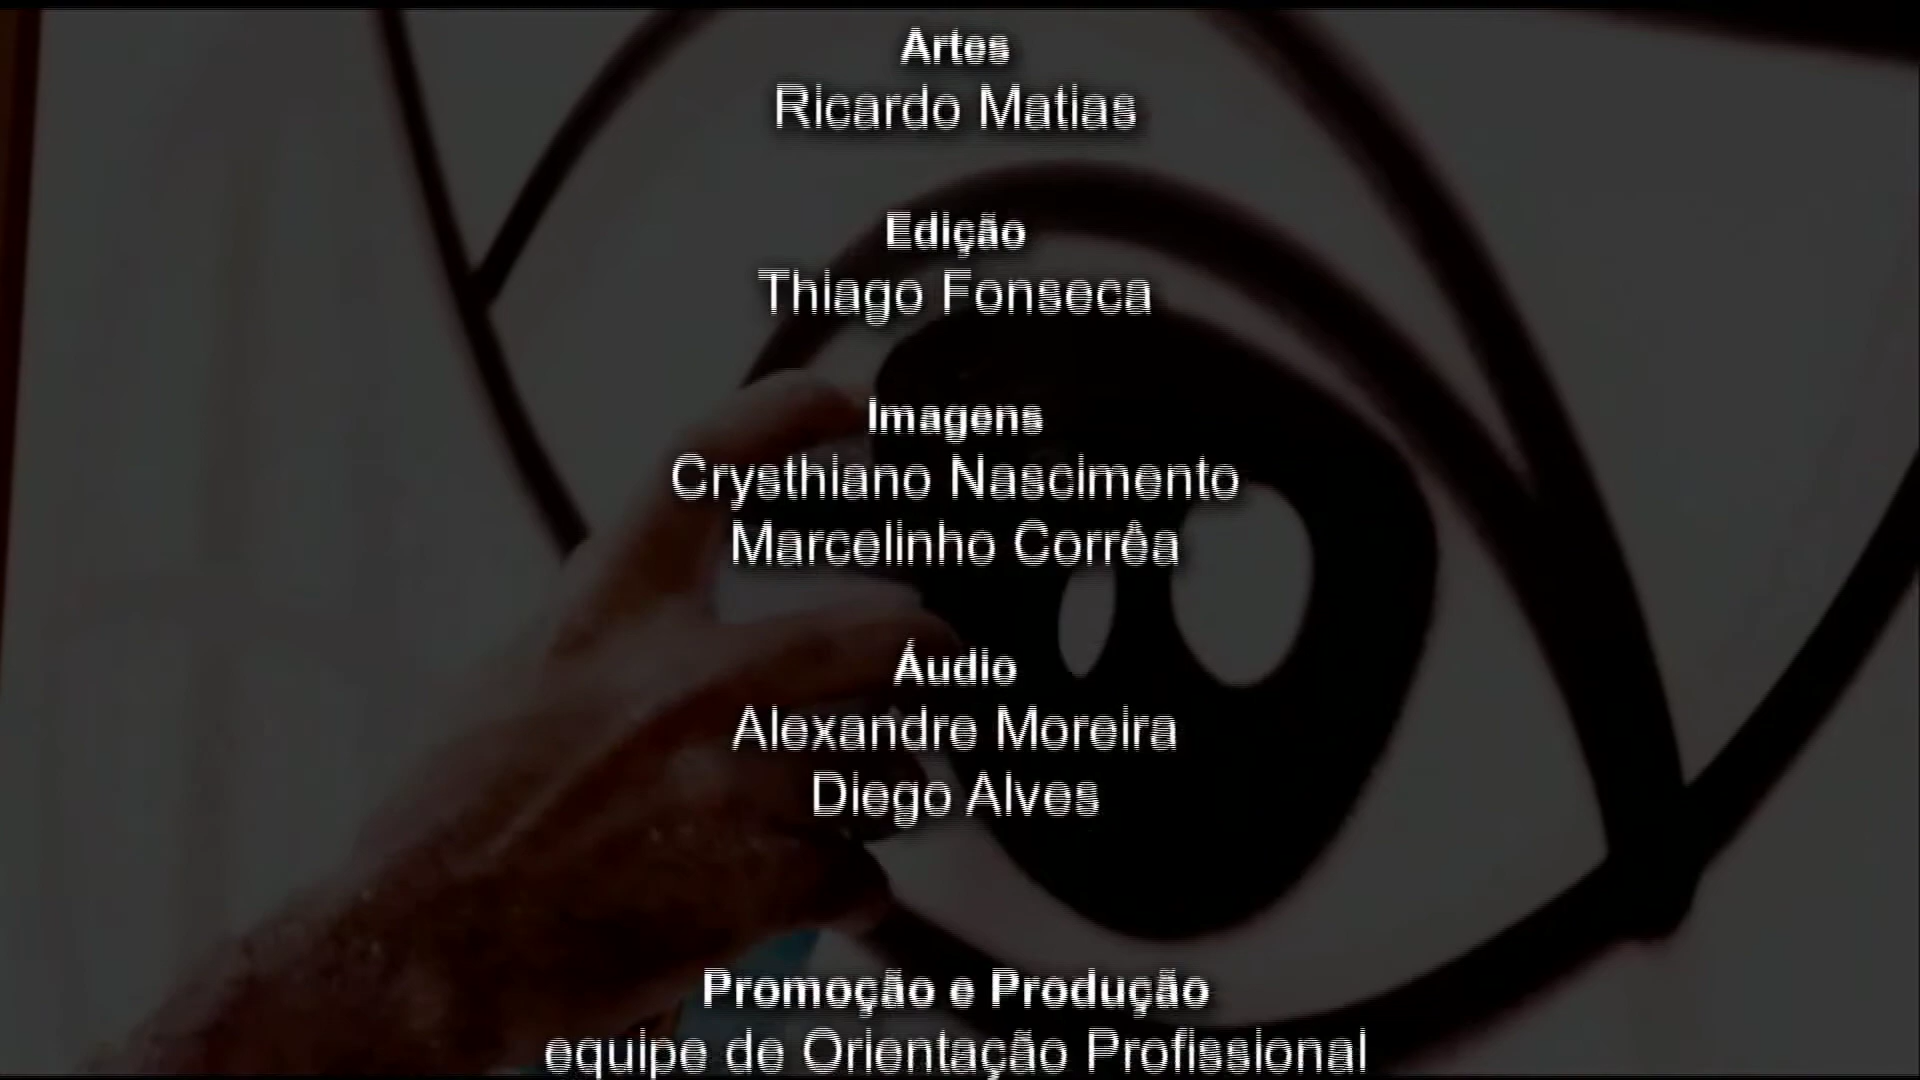 Artes
Ricardo Matias
Edição
Thiago Fonseca
Imagens
Crysthiano Nascimento
Marcelinho Corrêa
Áudio
Alexandre Moreira
Diego Alves
Promoção e Produção
equipe de Orientação Profissional